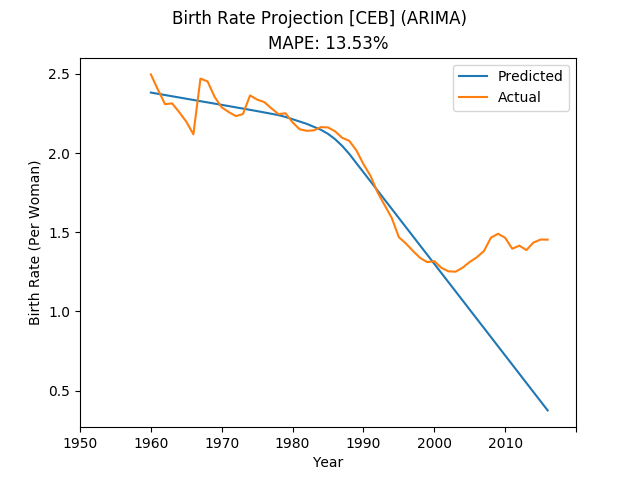 Birth Rate Projection [CEB] (ARIMA)
MAPE: 13.53%
Predicted
Actual
Birth Rate (Per Woman)
2.5
2.0
1.5
1.0
0.5
1950 1960 1970 1980 1990 2000 2010
Year